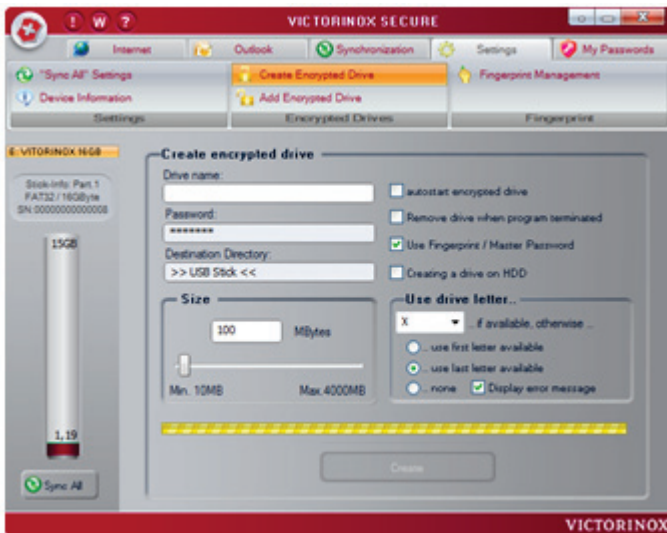 ! W ? VICTORINOX SECURE
Internet Outlook Synchronization Settings My Passwords
"Sync All" Settings Create Encrypted Drive Fingerprint Management
Device Information Add Encrypted Drive
Settings Encrypted Drives Fingerprint
E: VITORINOX 16GB
Stick-Info: Part.1
FAT32 / 16GByte
SN:00000000000008
15GB
1,19
Sync All
Create encrypted drive
Drive name:
Password:
*******
Destination Directory:
>> USB Stick <<
autostart encrypted drive
Remove drive when program terminated
Use Fingerprint / Master Password
Creating a drive on HDD
Size
100 MBytes
Min. 10MB Max.4000MB
Use drive letter..
X .. if available, otherwise ..
.. use first letter available
.. use last letter available
.. none Display error message
Create
VICTORINOX